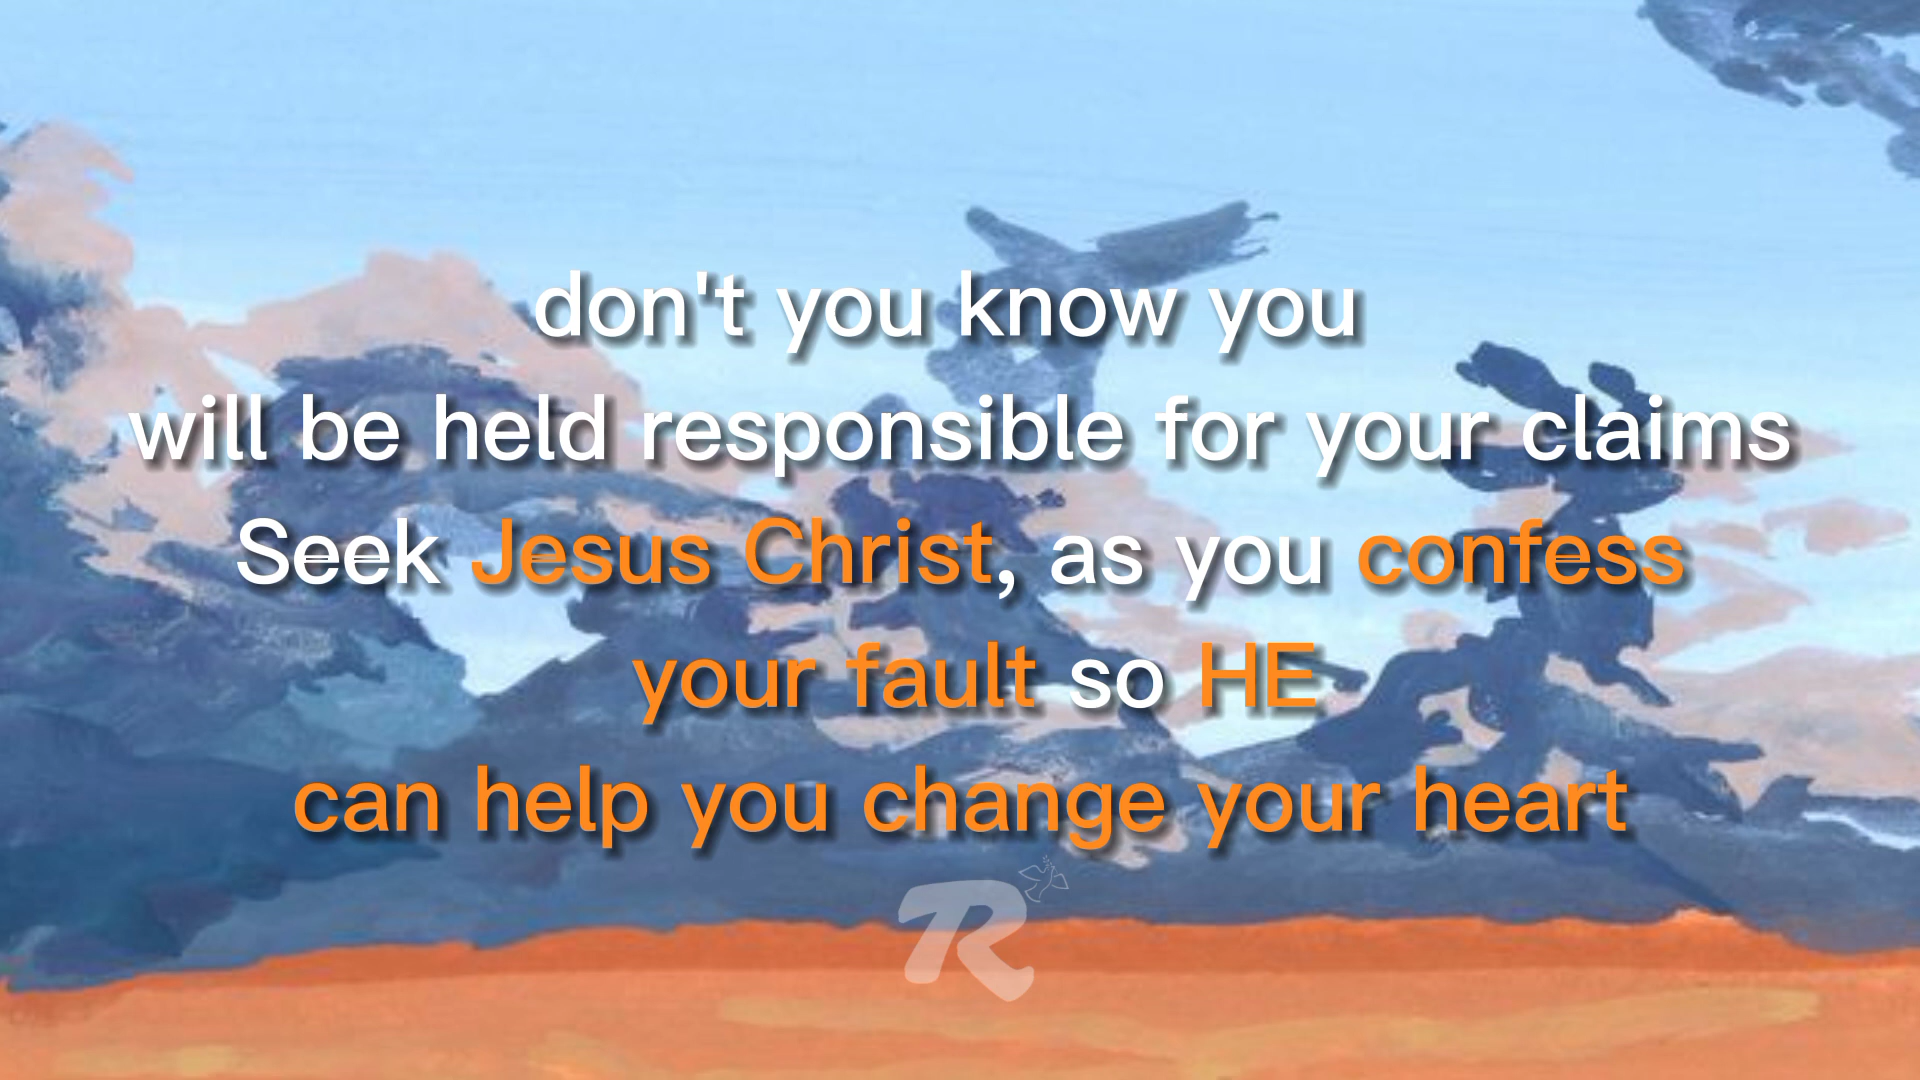 don't you know you
will be held responsible for your claims
Seek Jesus Christ, as you confess
your fault so HE
can help you change your heart
R